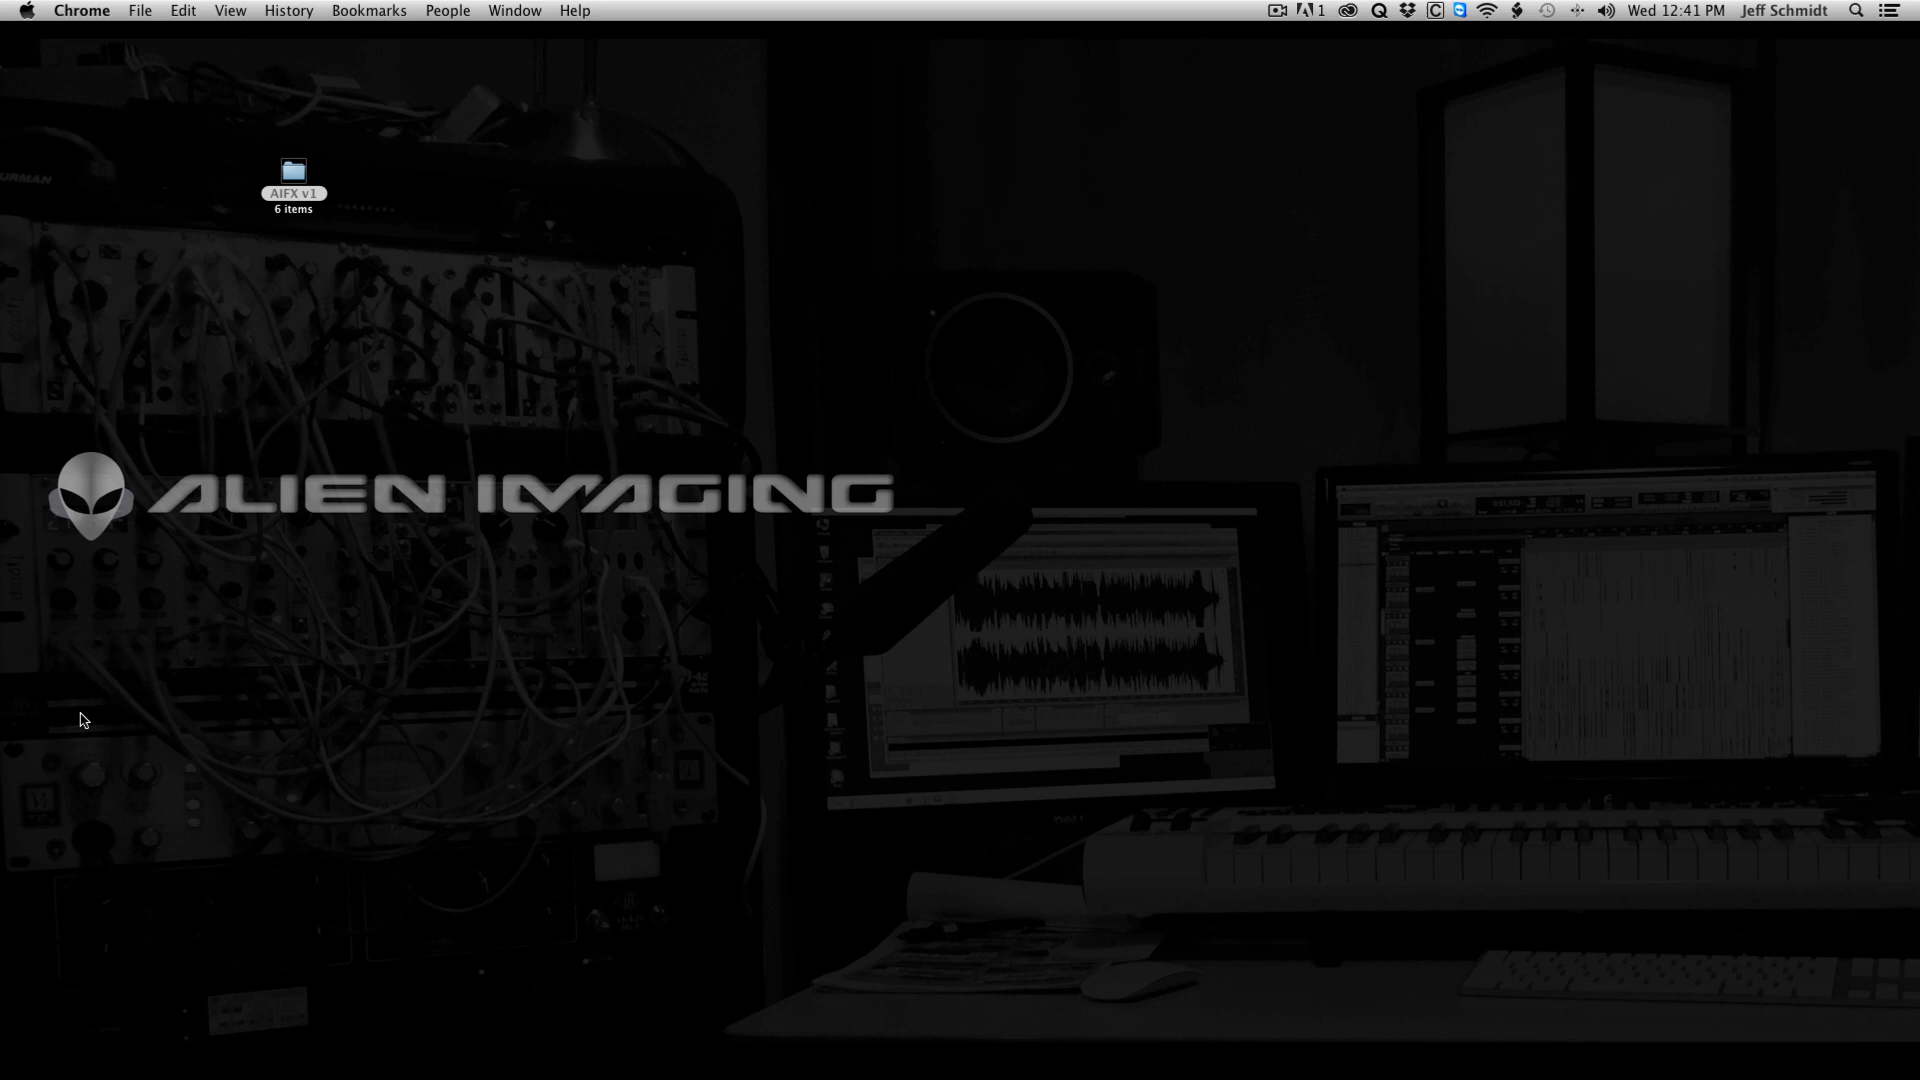 Chrome File Edit View History Bookmarks People Window Help 1 Wed 12:41 PM Jeff Schmidt
AIFX v1
6 items
ALIEN IMAGING